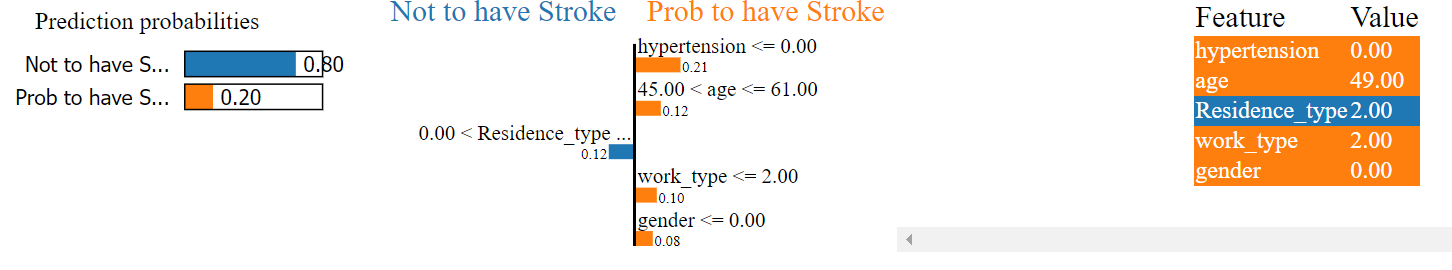 Prediction probabilities
Not to have S... 0.80
Prob to have S... 0.20
Not to have Stroke Prob to have Stroke
hypertension <= 0.00
0.21
45.00 < age <= 61.00
0.12
0.00 < Residence_type ...
0.12
work_type <= 2.00
0.10
gender <= 0.00
0.08
Feature Value
hypertension 0.00
age 49.00
Residence_type 2.00
work_type 2.00
gender 0.00